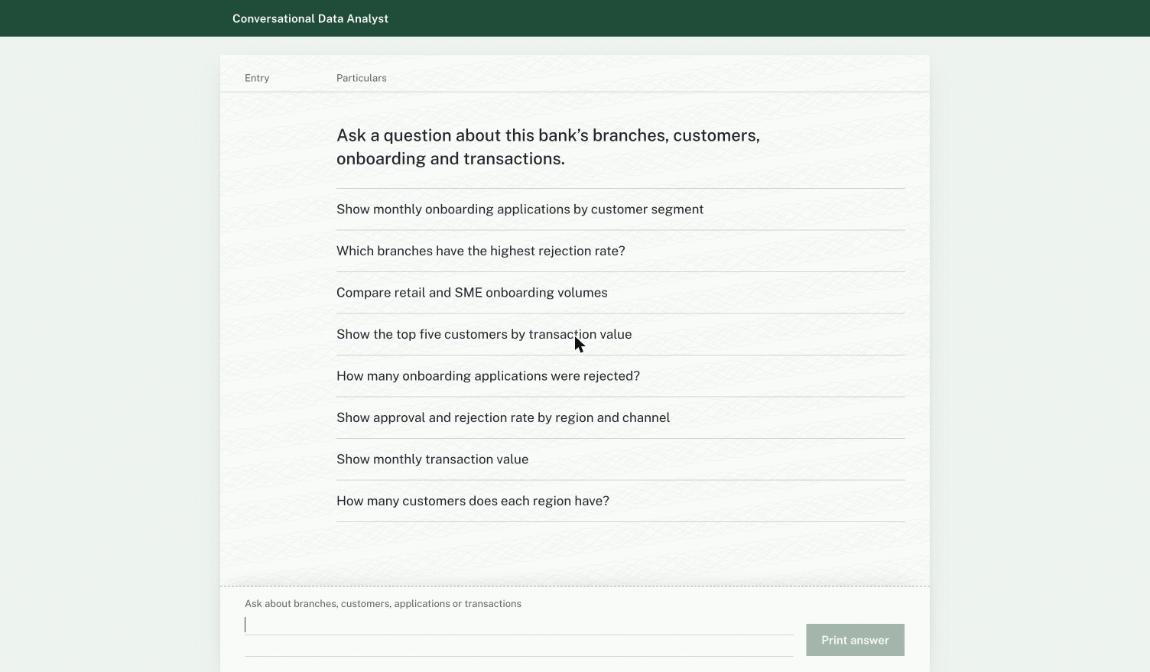 Conversational Data Analyst
Entry Particulars
Ask a question about this bank’s branches, customers,
onboarding and transactions.
Show monthly onboarding applications by customer segment
Which branches have the highest rejection rate?
Compare retail and SME onboarding volumes
Show the top five customers by transaction value
How many onboarding applications were rejected?
Show approval and rejection rate by region and channel
Show monthly transaction value
How many customers does each region have?
Ask about branches, customers, applications or transactions
Print answer